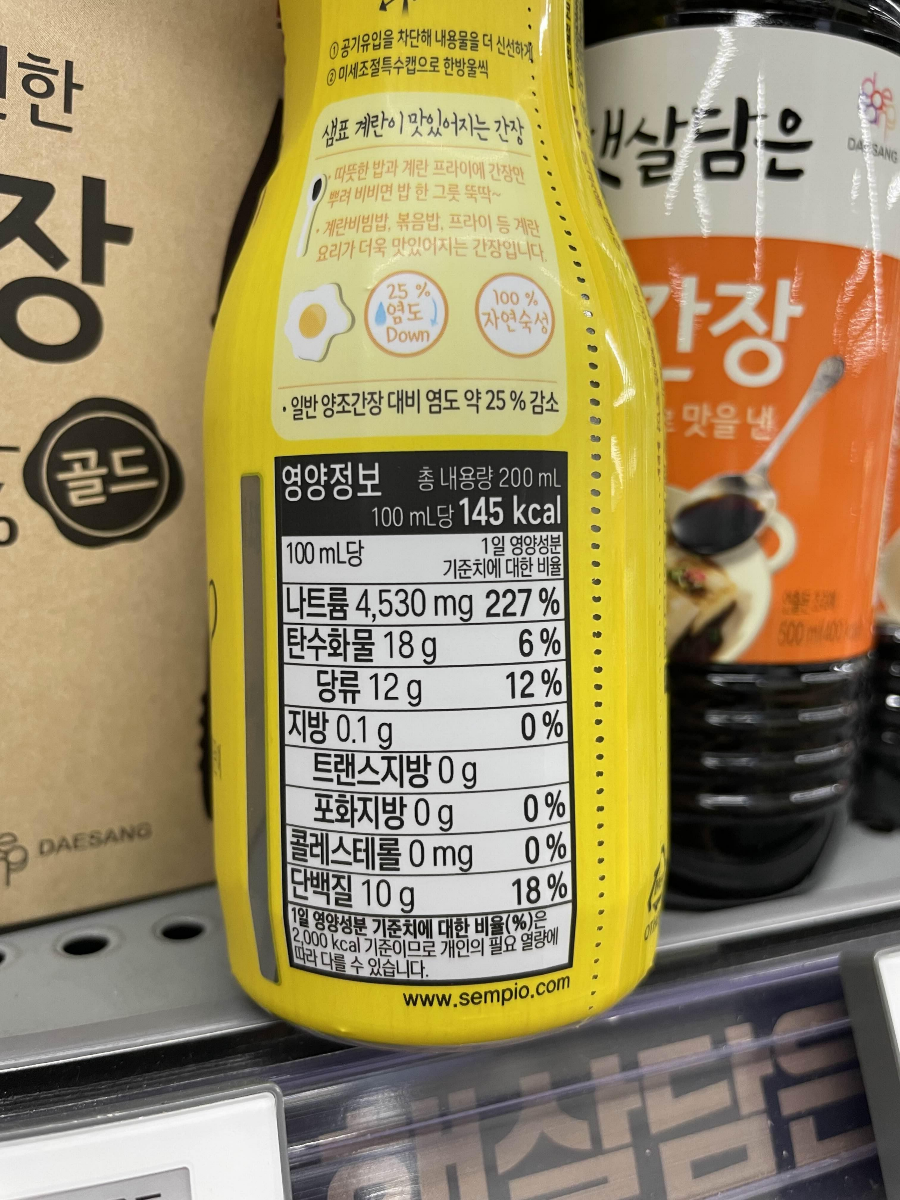 ① 공기유입을 차단해 내용물을 더 신선하게
② 미세조절특수캡으로 한방울씩
샘표 계란이 맛있어지는 간장
· 따뜻한 밥과 계란 프라이에 간장만
뿌려 비비면 밥 한 그릇 뚝딱~
· 계란비빔밥, 볶음밥, 프라이 등 계란
요리가 더욱 맛있어지는 간장입니다.
25 %
염도
Down
100 %
자연숙성
· 일반 양조간장 대비 염도 약 25 % 감소
영양정보 총 내용량 200 mL
100 mL당 145 kcal
100 mL당 1일 영양성분
기준치에 대한 비율
나트륨 4,530 mg 227 %
탄수화물 18 g 6 %
당류 12 g 12 %
지방 0.1 g 0 %
트랜스지방 0 g
포화지방 0 g 0 %
콜레스테롤 0 mg 0 %
단백질 10 g 18 %
1일 영양성분 기준치에 대한 비율(%)은
2,000 kcal 기준이므로 개인의 필요 열량에
따라 다를 수 있습니다.
www.sempio.com
한
장
골드
DAESANG
DAESANG
햇살담은
간장
맛을 낸
햇살담은